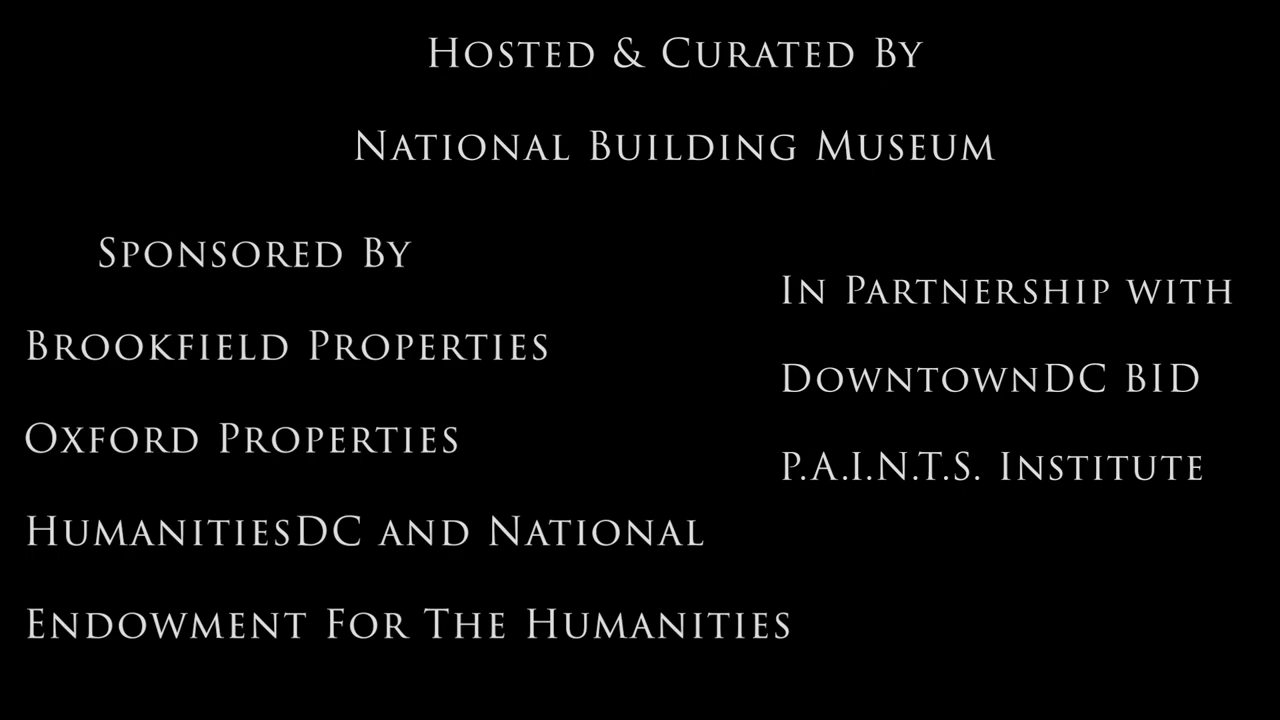 Hosted & Curated By
National Building Museum
Sponsored By
Brookfield Properties
Oxford Properties
HumanitiesDC and National
Endowment For The Humanities
In Partnership with
DowntownDC BID
P.A.I.N.T.S. Institute